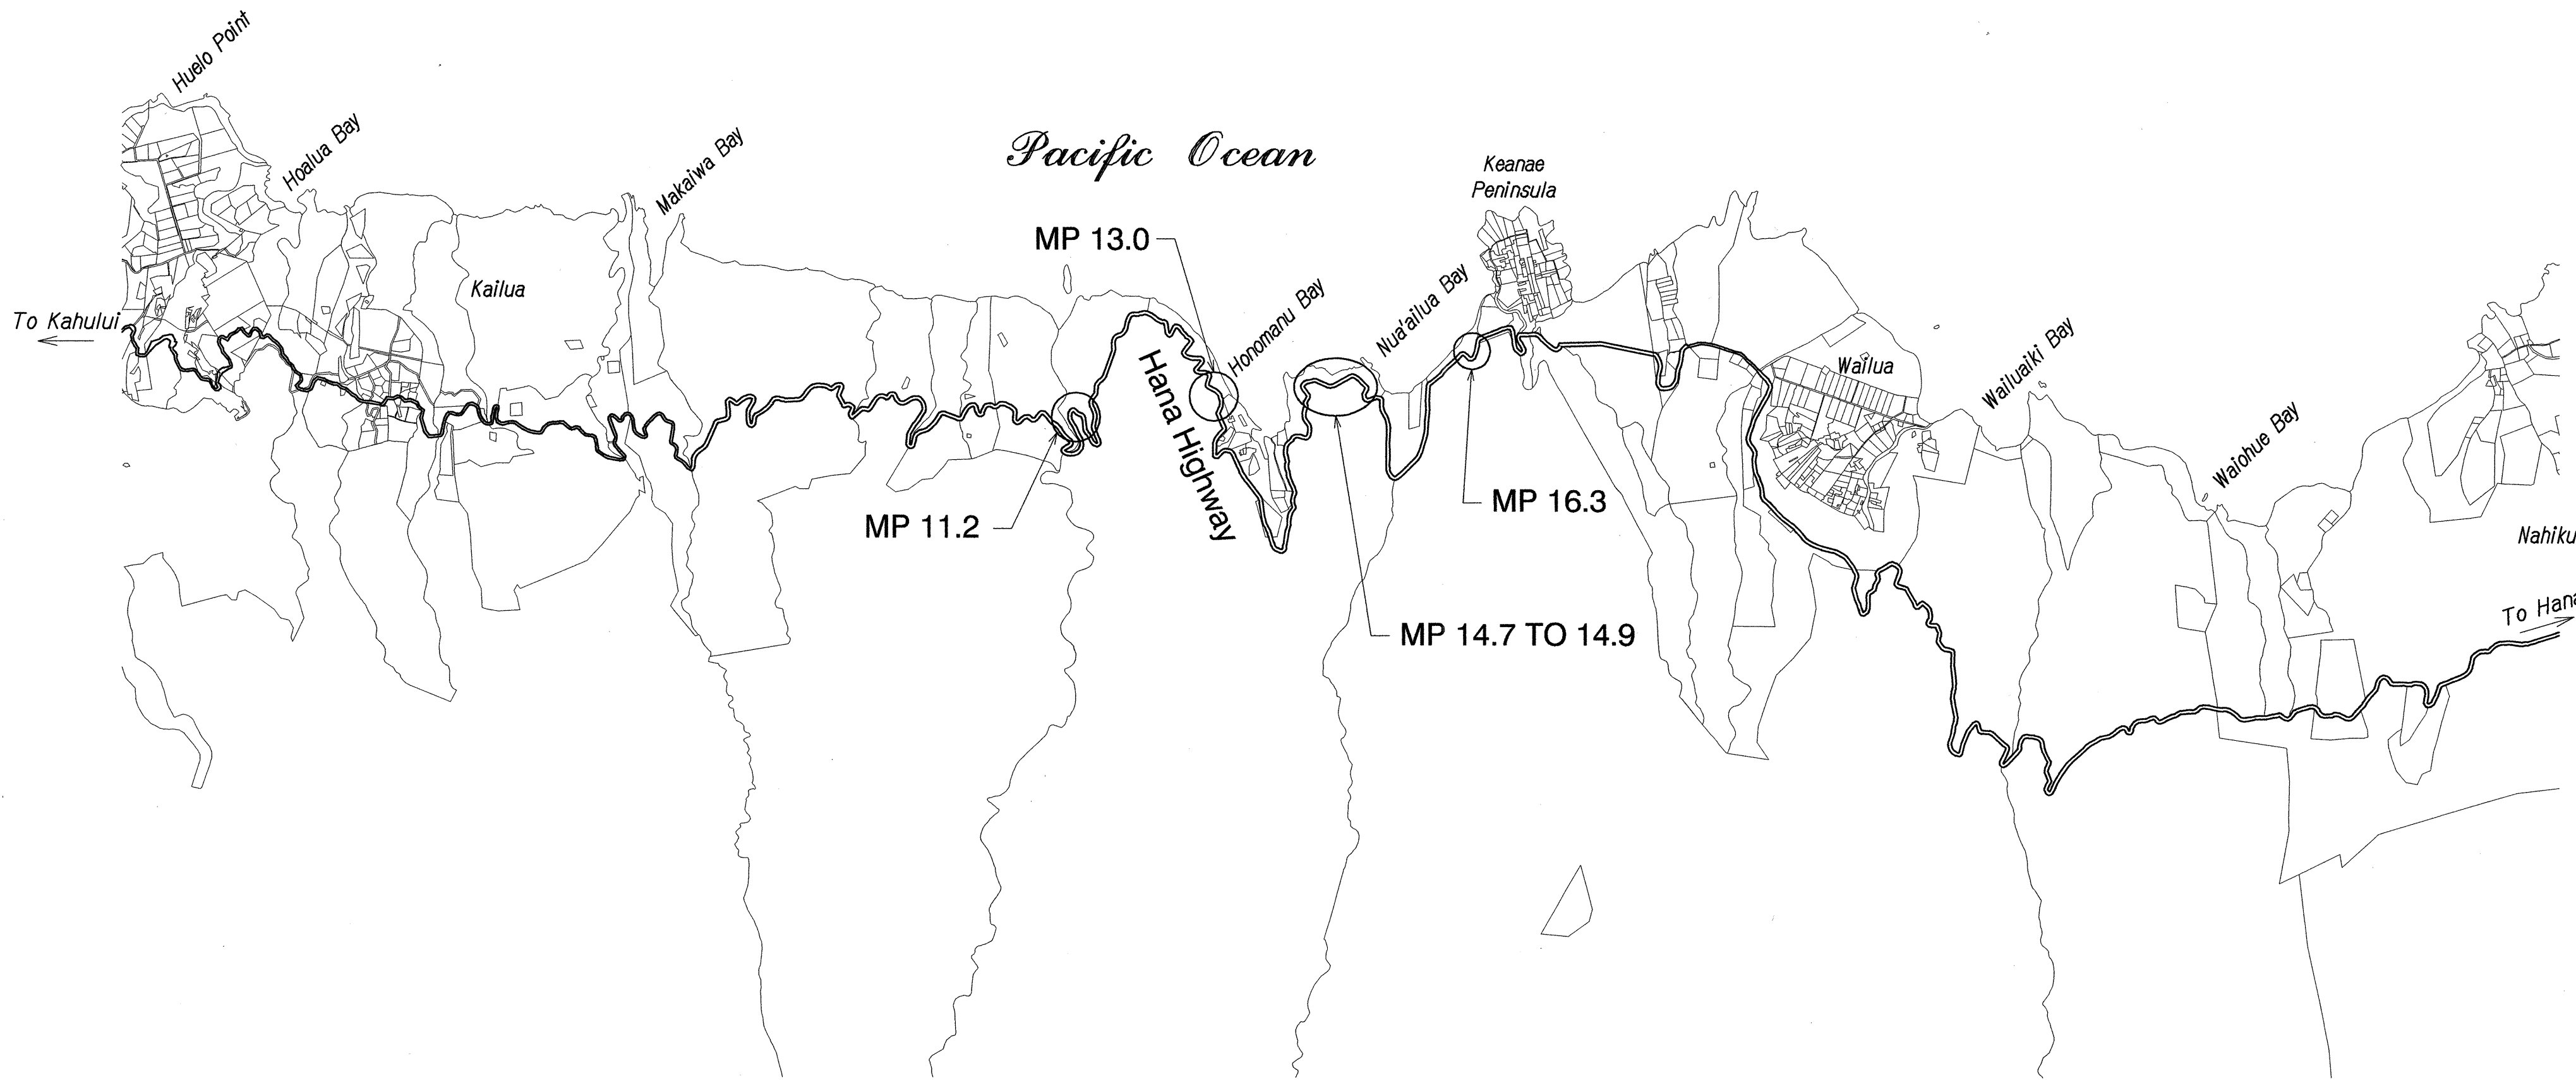 Huelo Point
Hoalua Bay
Makaiwa Bay
Pacific Ocean
Keanae
Peninsula
MP 13.0
Kailua
Honomanu Bay
Nua'ailua Bay
To Kahului
Hana Highway
Wailua
Wailuaiki Bay
Waiohue Bay
MP 11.2
MP 16.3
Nahiku
To Hana
MP 14.7 TO 14.9